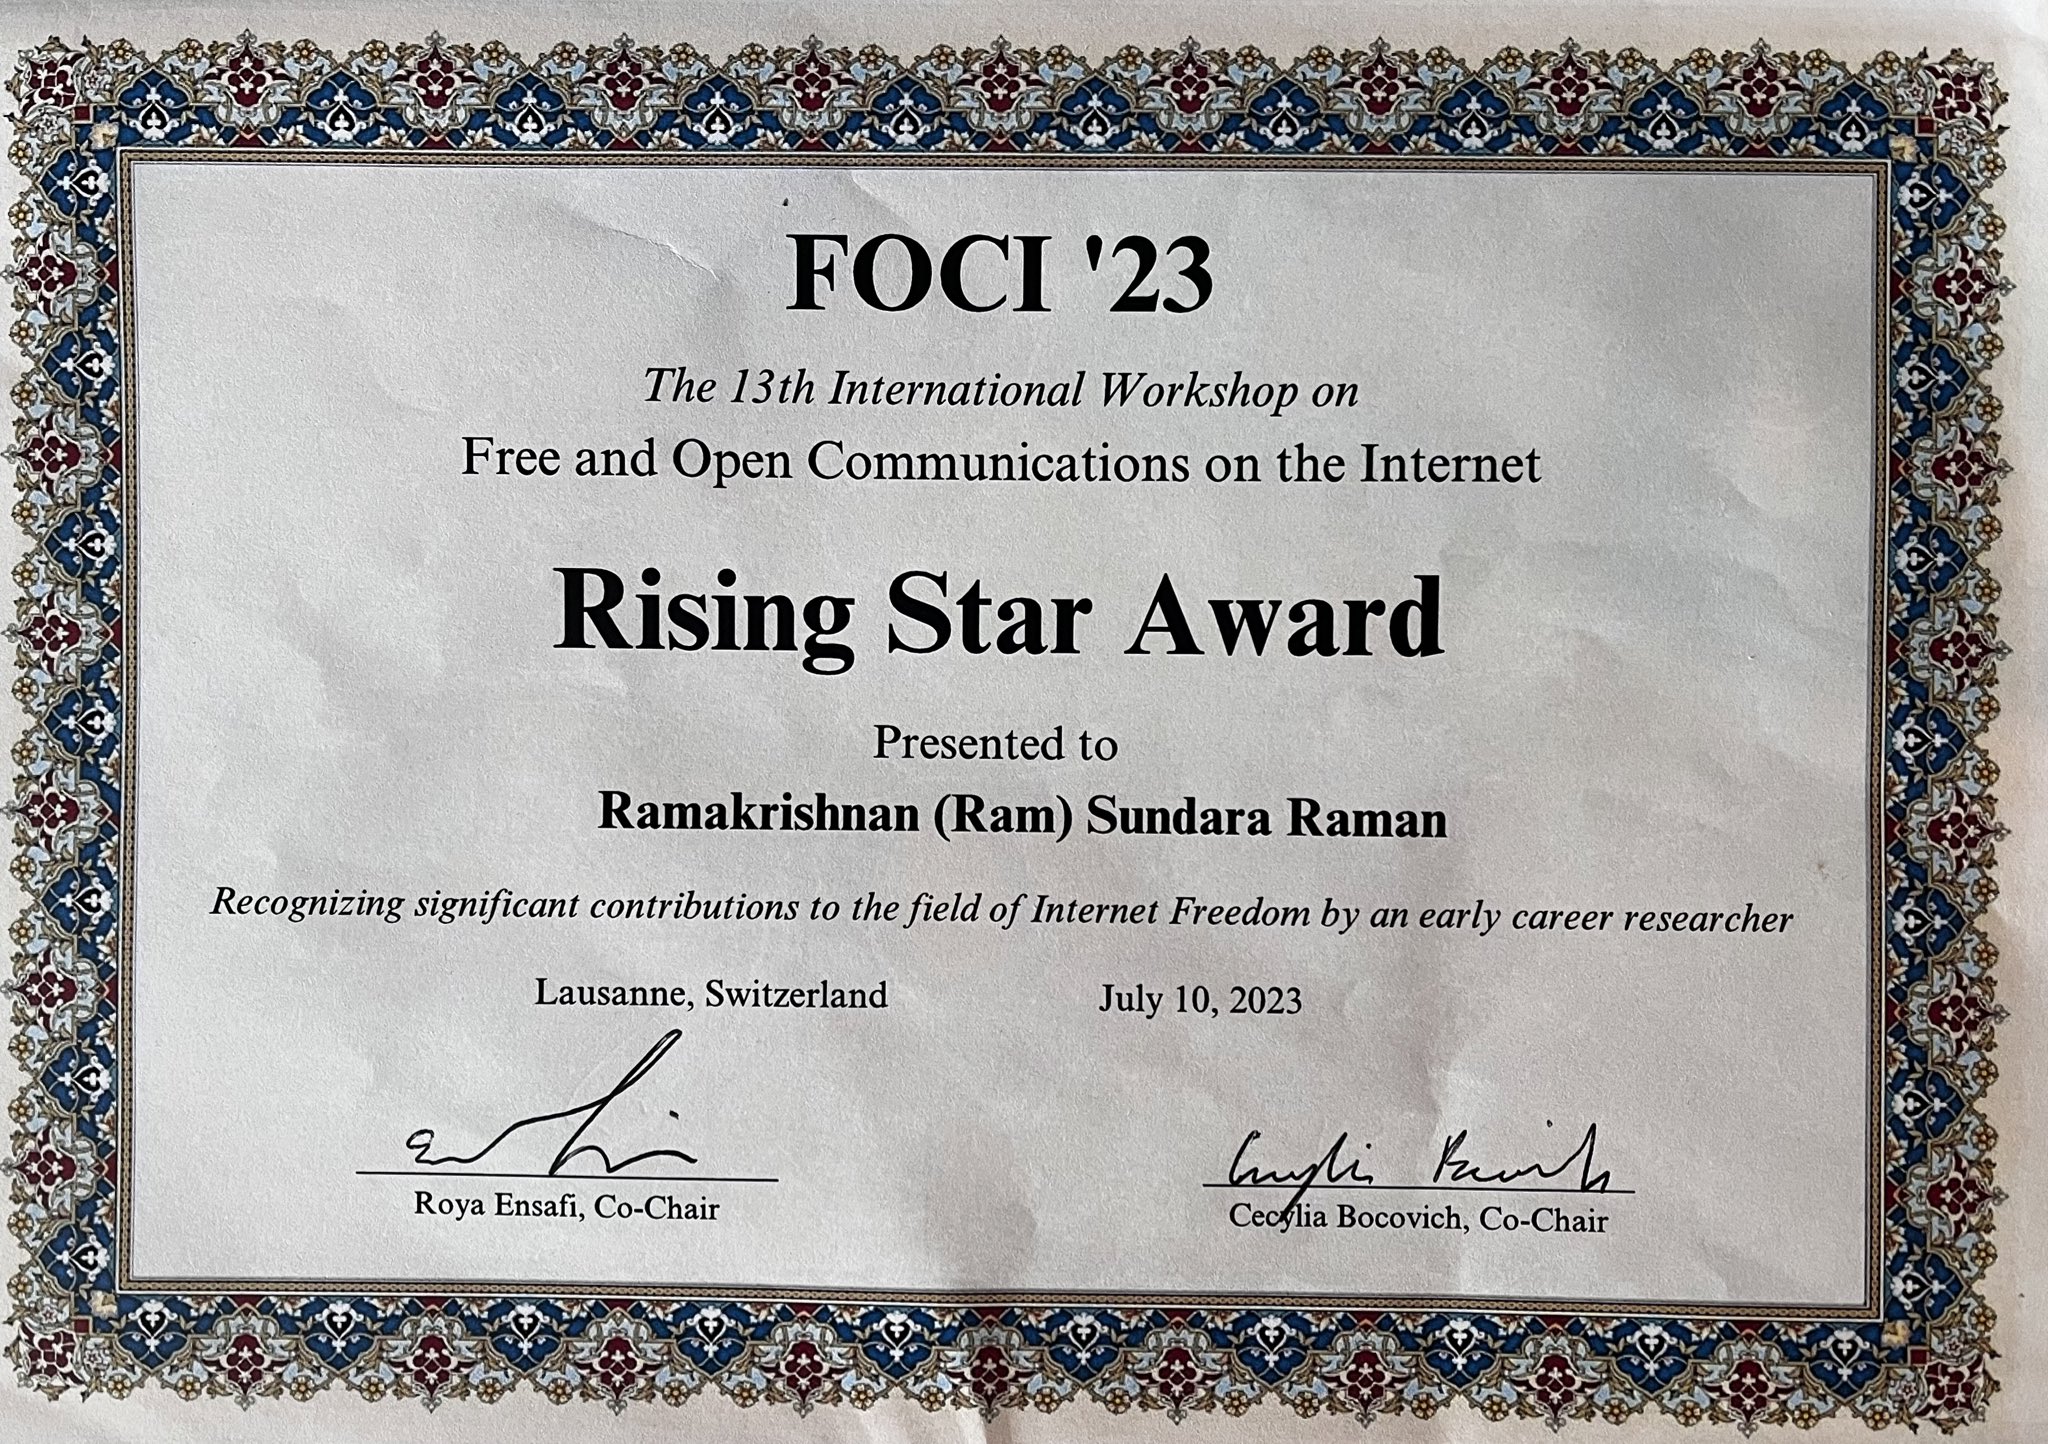 FOCI '23
The 13th International Workshop on
Free and Open Communications on the Internet
Rising Star Award
Presented to
Ramakrishnan (Ram) Sundara Raman
Recognizing significant contributions to the field of Internet Freedom by an early career researcher
Lausanne, Switzerland July 10, 2023
Roya Ensafi, Co-Chair Cecylia Bocovich, Co-Chair